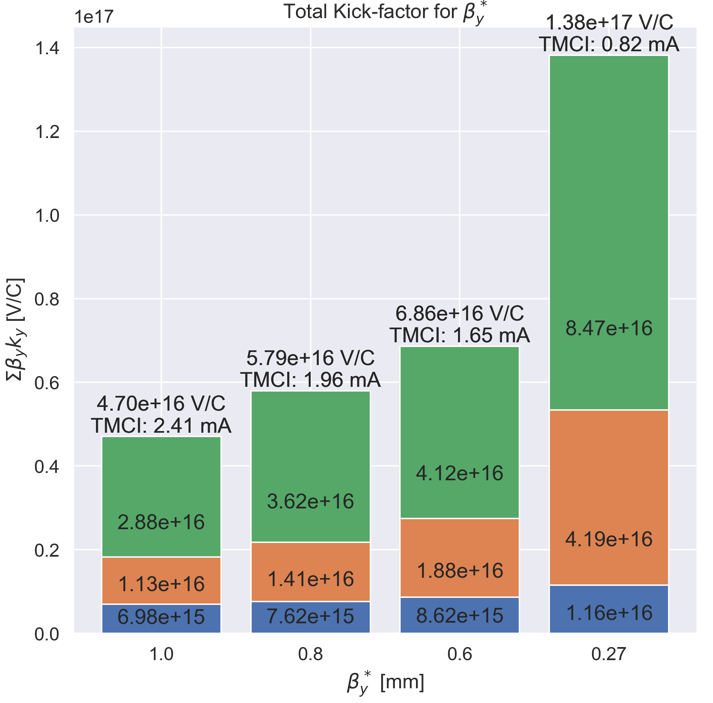 Total Kick-factor for βy*
1e17
1.38e+17 V/C
TMCI: 0.82 mA
1.4
1.2
1.0
0.8
0.6
0.4
0.2
0.0
Σβyky [V/C]
6.86e+16 V/C
TMCI: 1.65 mA
5.79e+16 V/C
TMCI: 1.96 mA
4.70e+16 V/C
TMCI: 2.41 mA
2.88e+16
3.62e+16
4.12e+16
8.47e+16
1.13e+16
1.41e+16
1.88e+16
4.19e+16
6.98e+15
7.62e+15
8.62e+15
1.16e+16
1.0
0.8
0.6
0.27
βy* [mm]